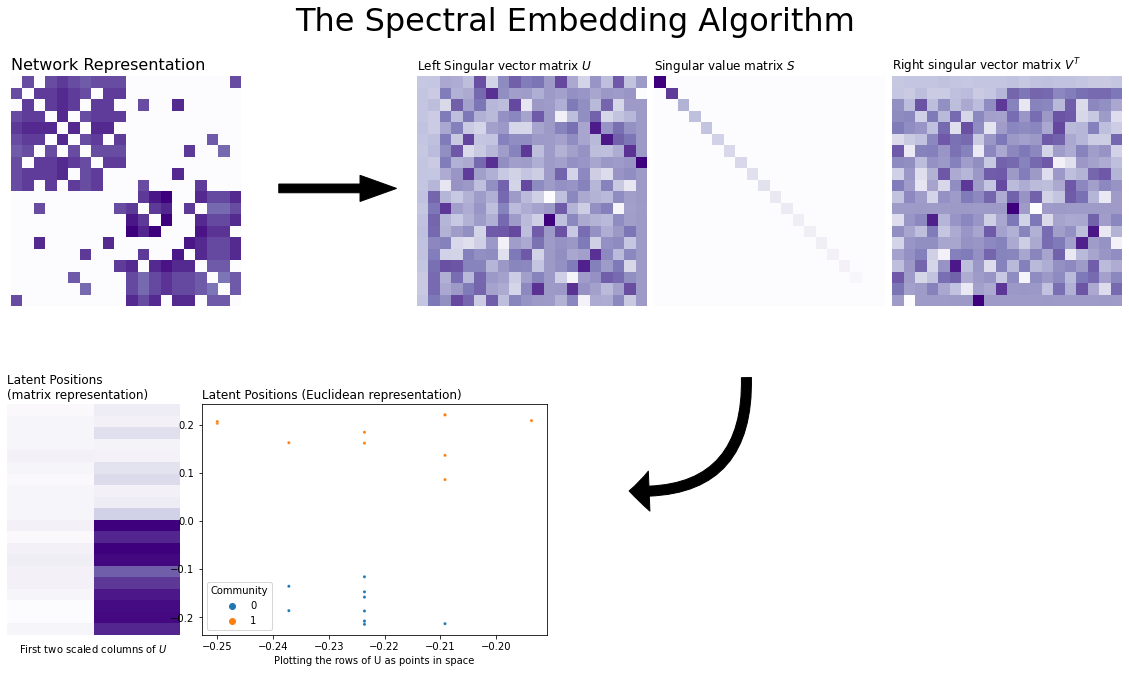 The Spectral Embedding Algorithm
Network Representation
Left Singular vector matrix U
Singular value matrix S
Right singular vector matrix V^T
Latent Positions
(matrix representation)
First two scaled columns of U
Latent Positions (Euclidean representation)
0.2
0.1
0.0
−0.1
−0.2
Community
0
1
−0.25
−0.24
−0.23
−0.22
−0.21
−0.20
Plotting the rows of U as points in space